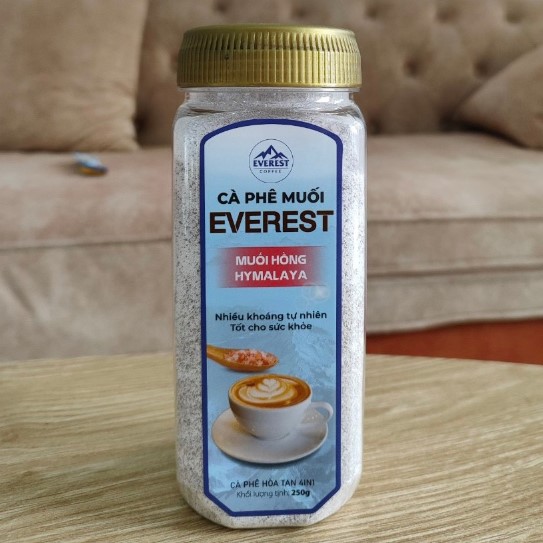 EVEREST
COFFEE
CÀ PHÊ MUỐI
EVEREST
MUỐI HỒNG
HYMALAYA
Nhiều khoáng tự nhiên
Tốt cho sức khỏe
CÀ PHÊ HÒA TAN 4IN1
Khối lượng tịnh: 250g